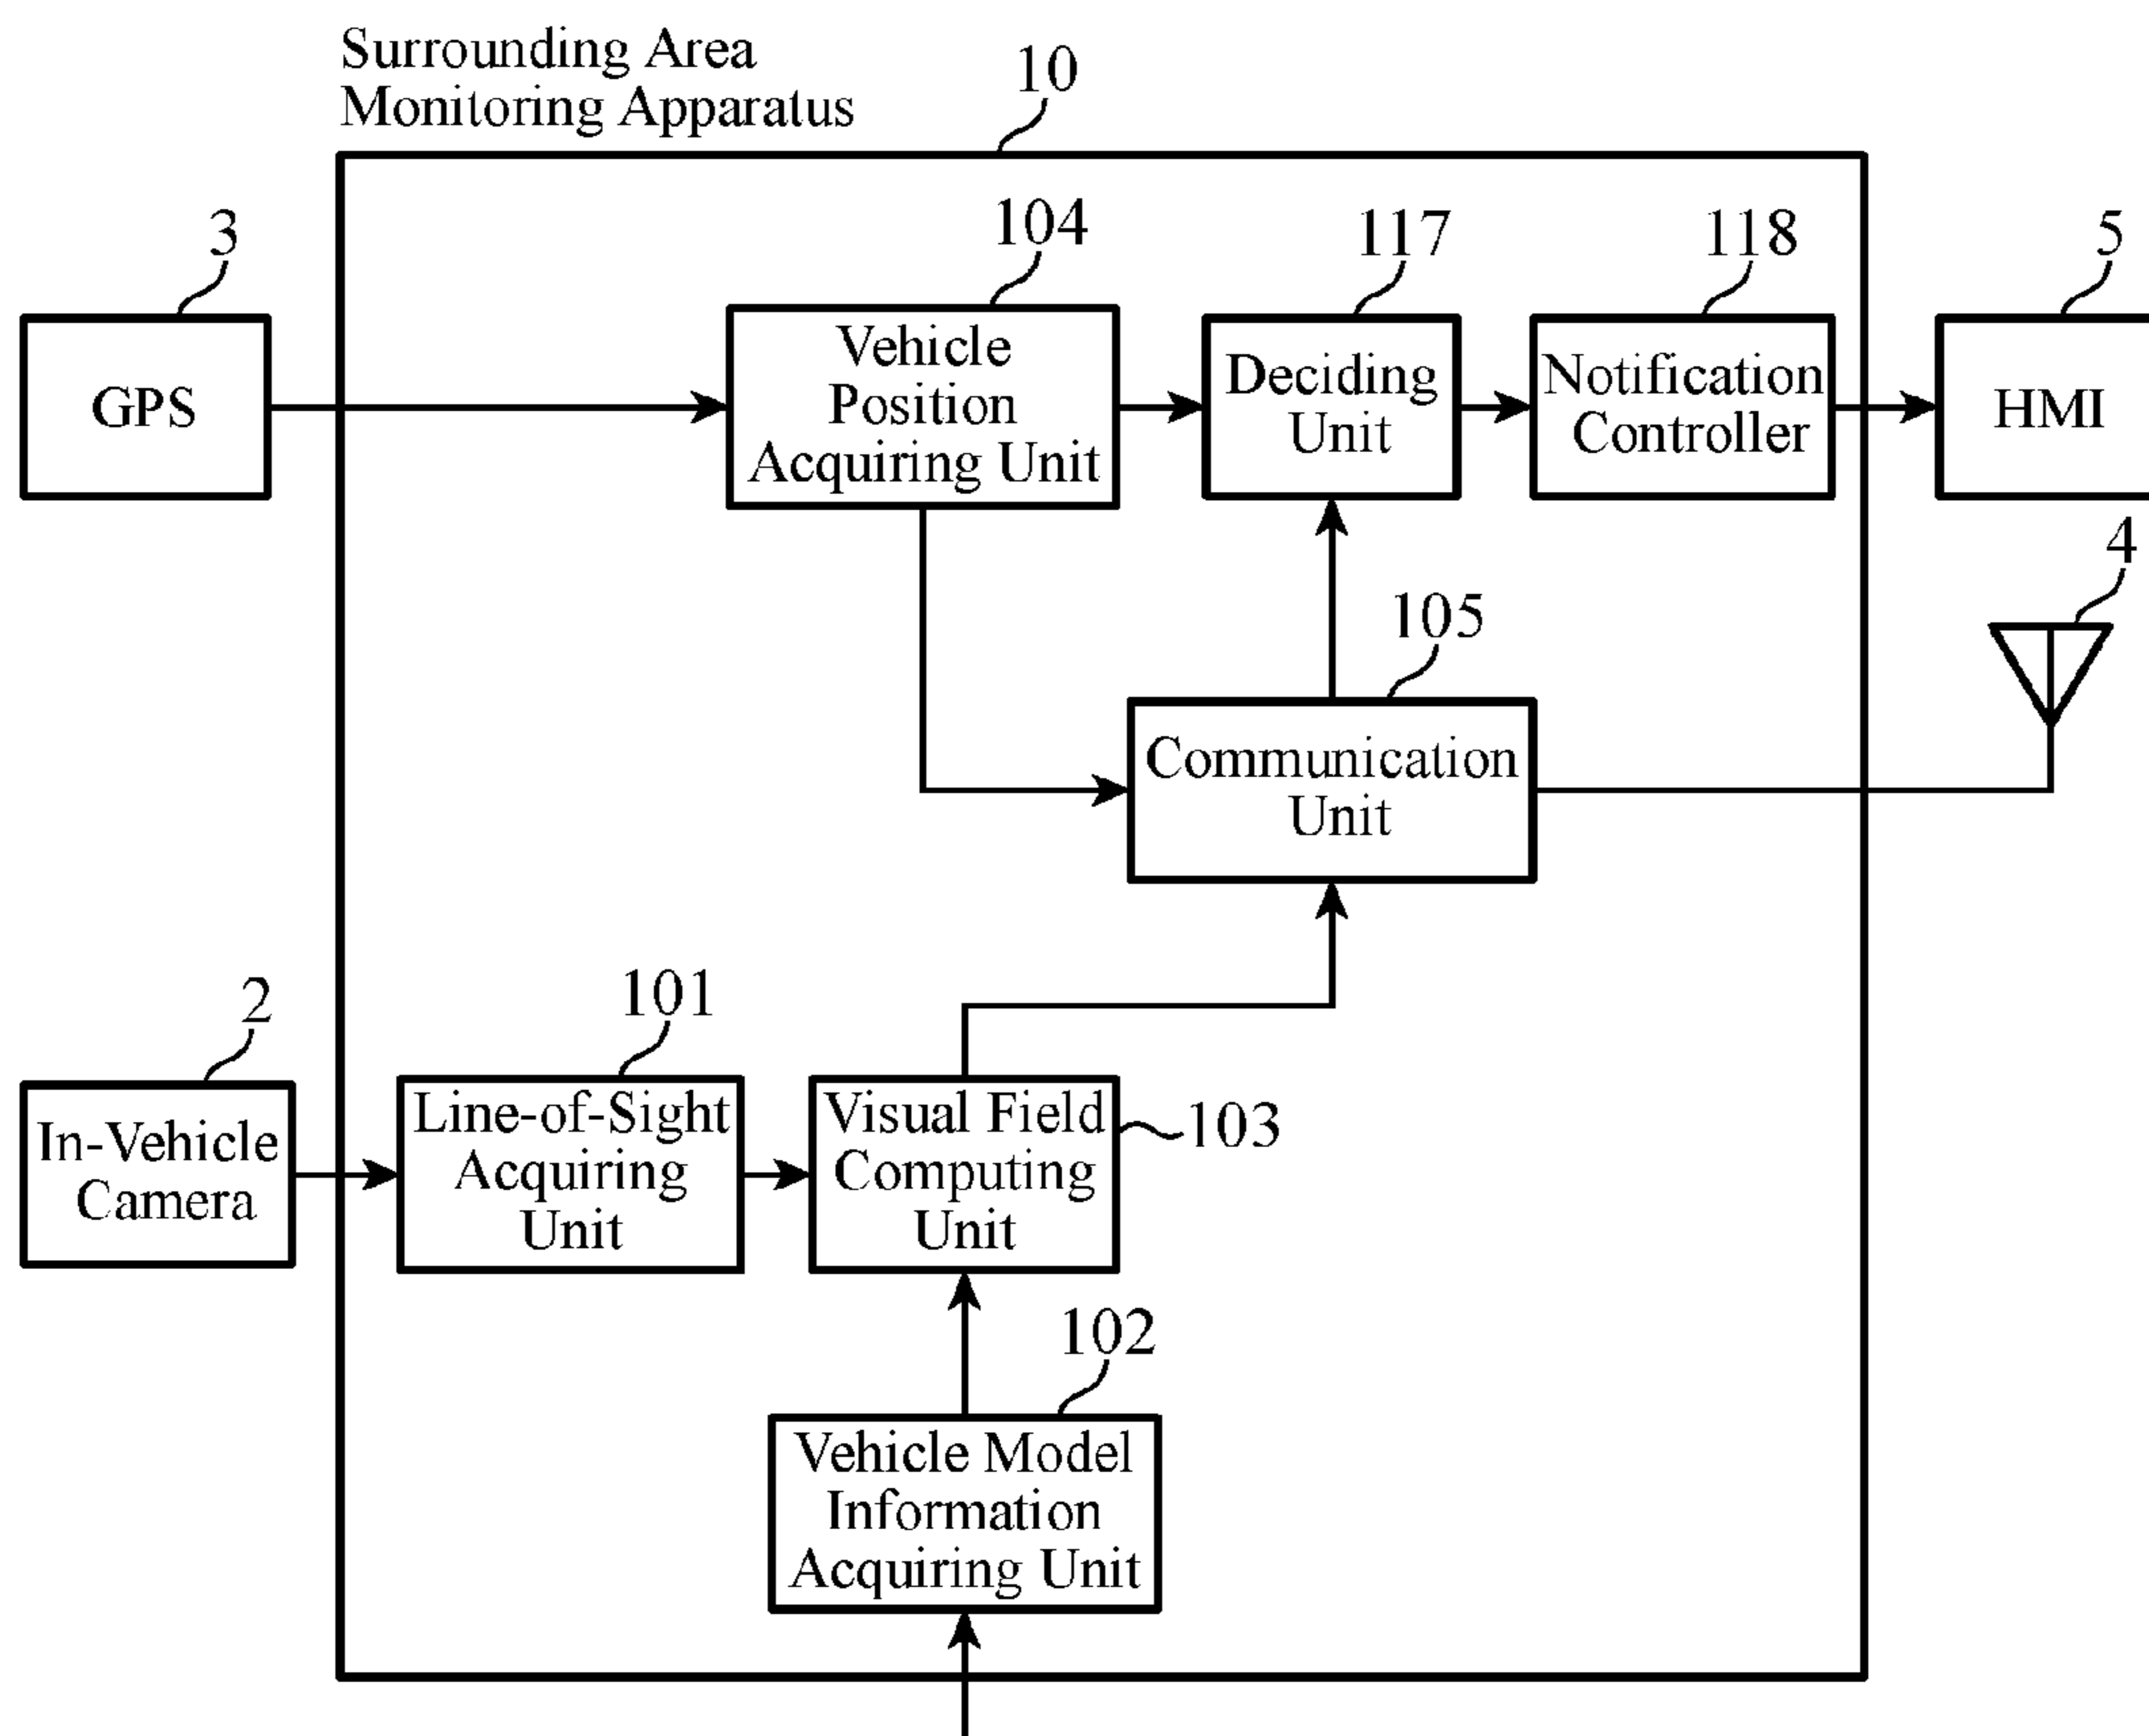 Surrounding Area
Monitoring Apparatus
10
3
104
117
118
5
GPS
Vehicle
Position
Acquiring Unit
Deciding
Unit
Notification
Controller
HMI
4
105
Communication
Unit
2
101
In-Vehicle
Camera
Line-of-Sight
Acquiring
Unit
Visual Field
Computing
Unit
103
102
Vehicle Model
Information
Acquiring Unit